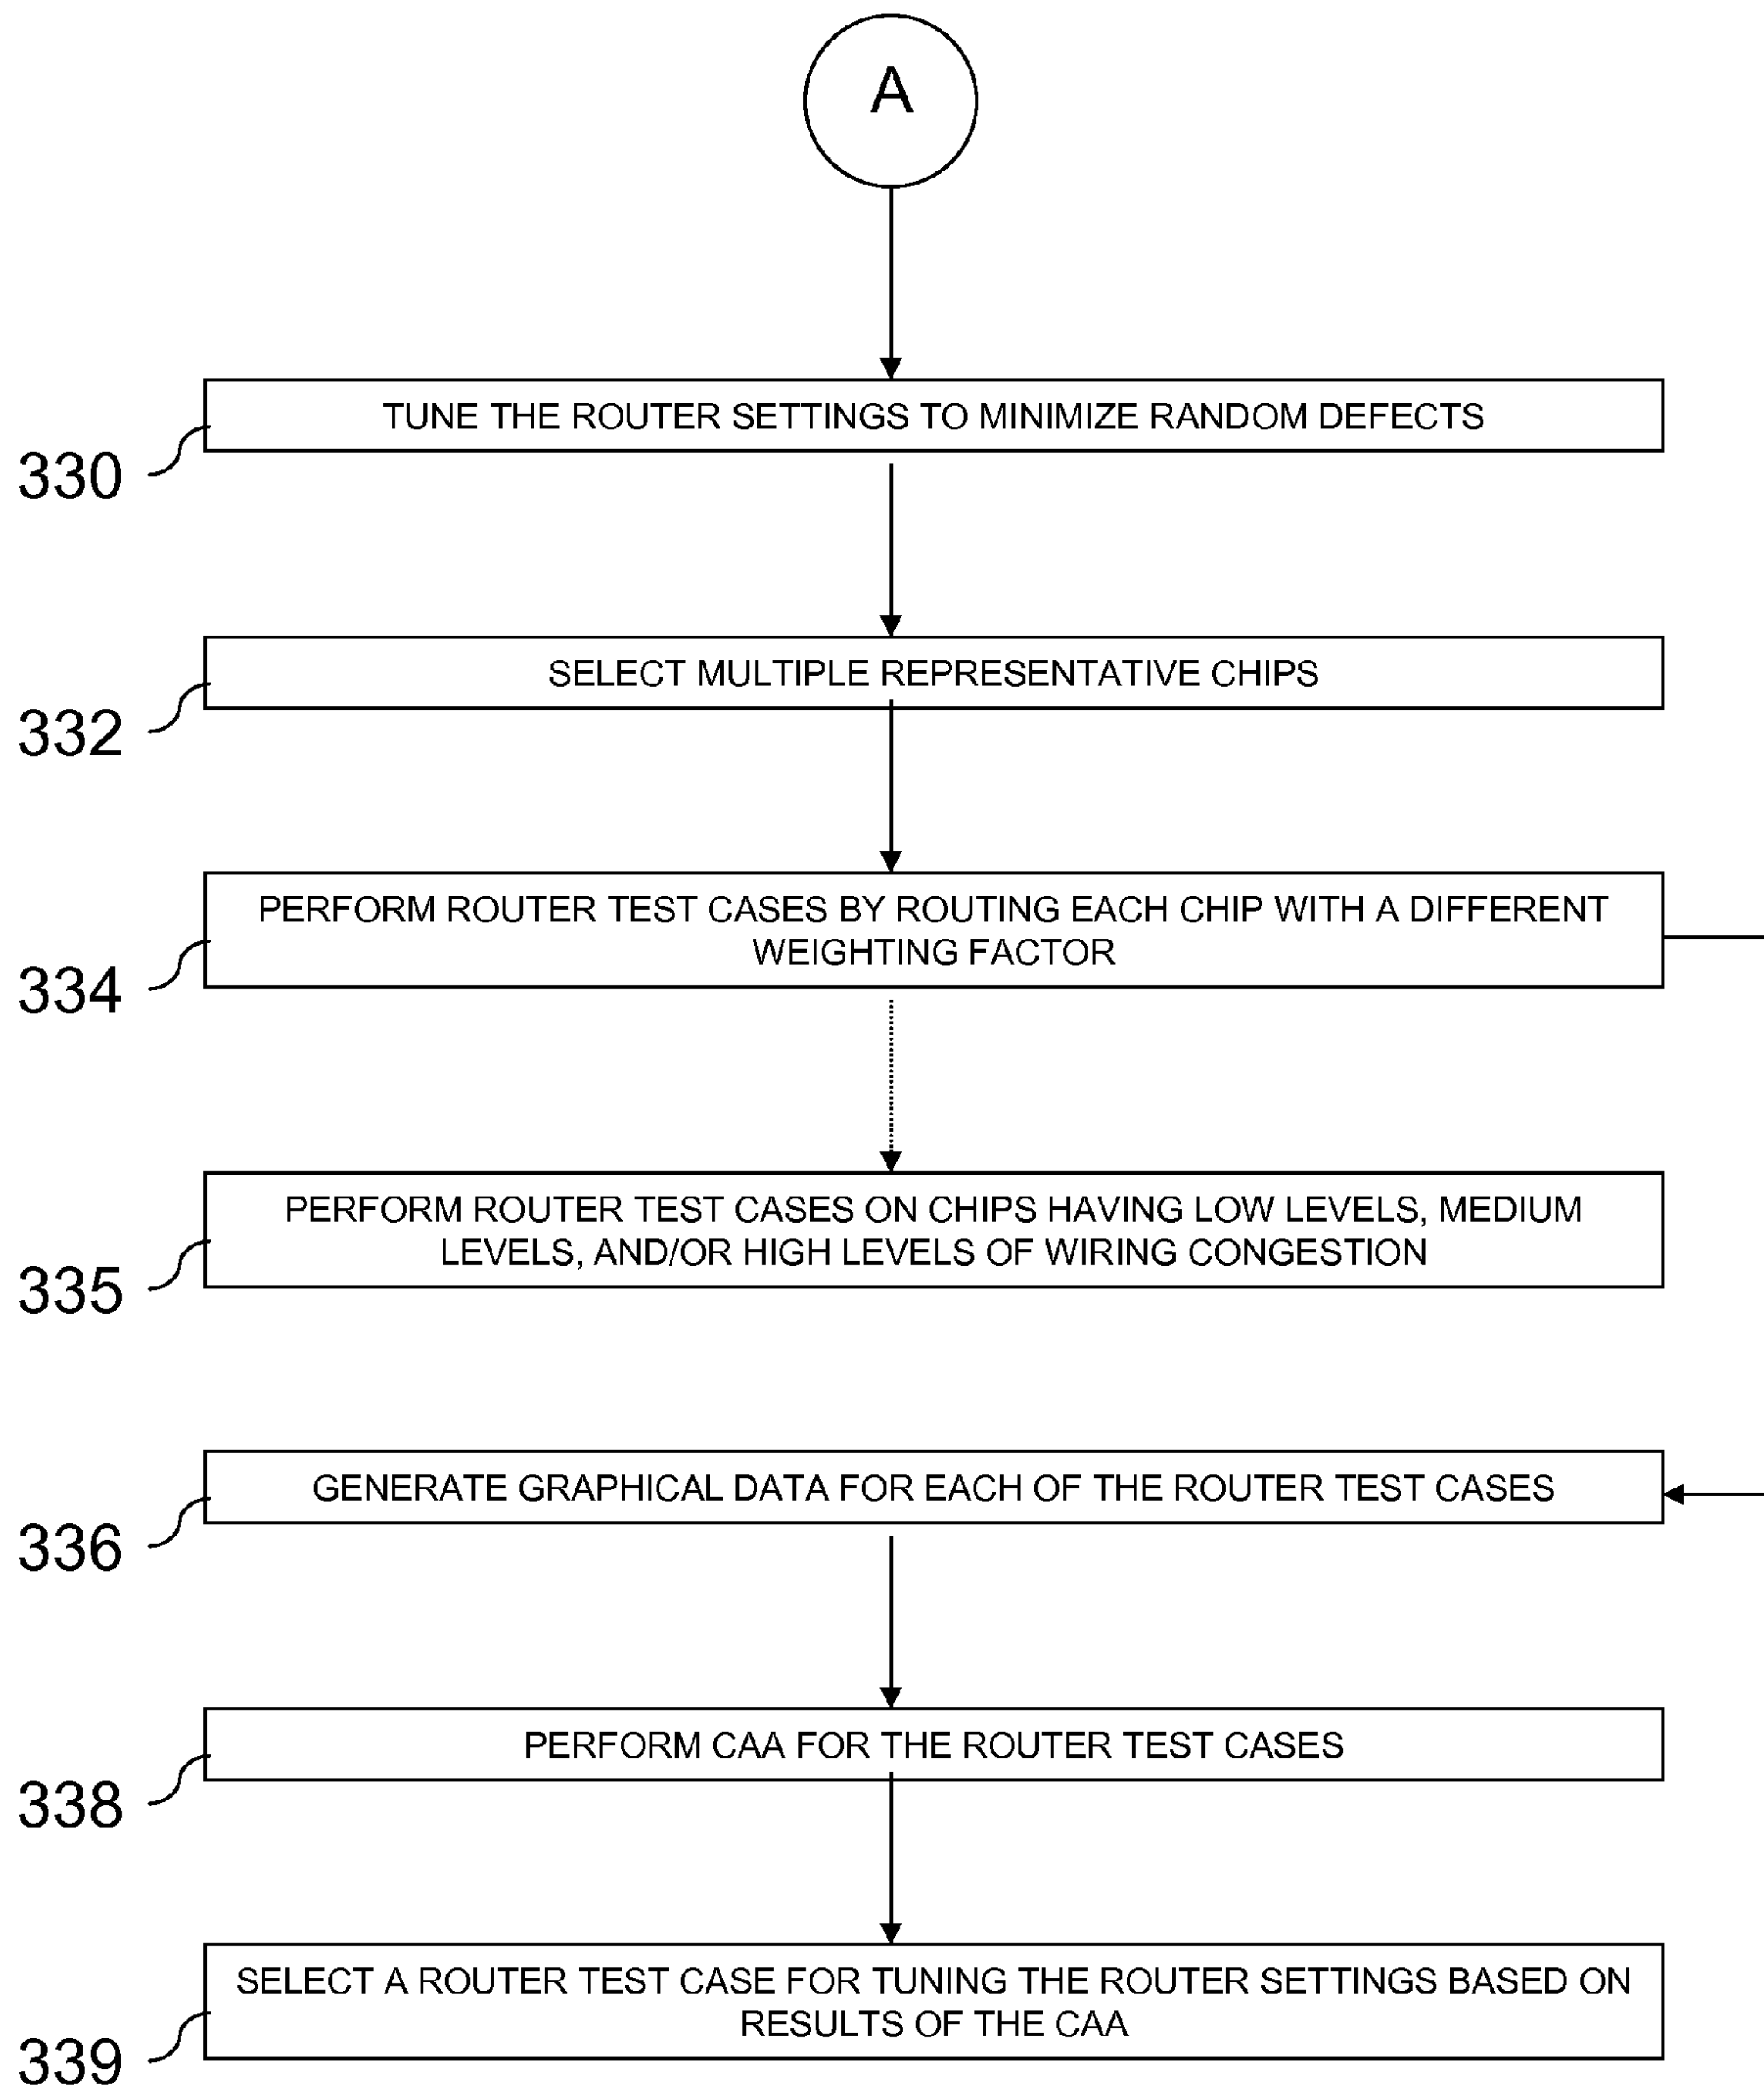 A
TUNE THE ROUTER SETTINGS TO MINIMIZE RANDOM DEFECTS
330
SELECT MULTIPLE REPRESENTATIVE CHIPS
332
PERFORM ROUTER TEST CASES BY ROUTING EACH CHIP WITH A DIFFERENT
WEIGHTING FACTOR
334
PERFORM ROUTER TEST CASES ON CHIPS HAVING LOW LEVELS, MEDIUM
LEVELS, AND/OR HIGH LEVELS OF WIRING CONGESTION
335
GENERATE GRAPHICAL DATA FOR EACH OF THE ROUTER TEST CASES
336
PERFORM CAA FOR THE ROUTER TEST CASES
338
SELECT A ROUTER TEST CASE FOR TUNING THE ROUTER SETTINGS BASED ON
RESULTS OF THE CAA
339